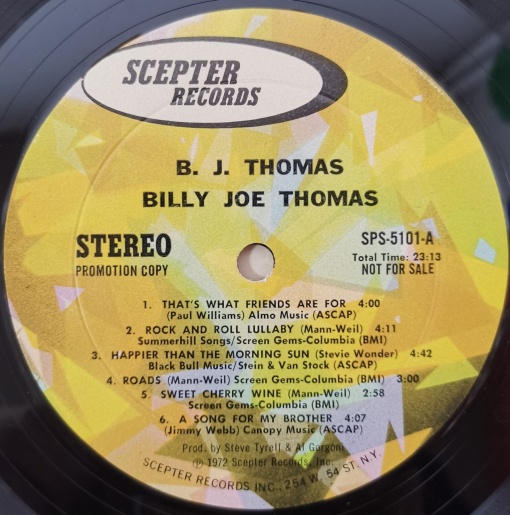 SCEPTER
RECORDS
B. J. THOMAS
BILLY JOE THOMAS
STEREO
PROMOTION COPY
SPS-5101-A
Total Time: 23:13
NOT FOR SALE
1. THAT'S WHAT FRIENDS ARE FOR 4:00
(Paul Williams) Almo Music (ASCAP)
2. ROCK AND ROLL LULLABY (Mann-Weil) 4:11
Summerhill Songs/Screen Gems-Columbia (BMI)
3. HAPPIER THAN THE MORNING SUN (Stevie Wonder) 4:42
Black Bull Music/Stein & Van Stock (ASCAP)
4. ROADS (Mann-Weil) Screen Gems-Columbia (BMI) 3:00
5. SWEET CHERRY WINE (Mann-Weil) 2:58
Screen Gems-Columbia (BMI)
6. A SONG FOR MY BROTHER 4:07
(Jimmy Webb) Canopy Music (ASCAP)
Prod. by Steve Tyrell & Al Gorgoni
℗ 1972 Scepter Records, Inc.
SCEPTER RECORDS INC., 254 W. 54 ST. N.Y.